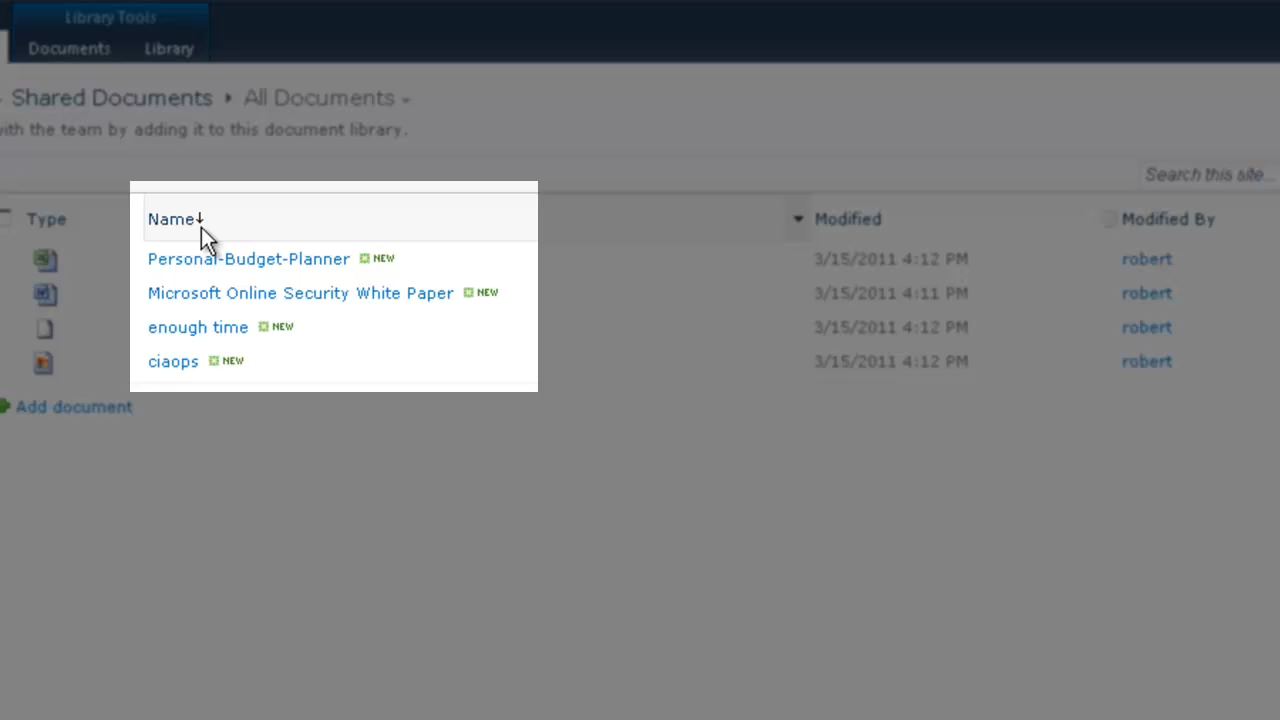 Library Tools
Documents Library
Shared Documents All Documents
with the team by adding it to this document library.
Search this site...
Type Name Modified Modified By
Personal-Budget-Planner NEW 3/15/2011 4:12 PM robert
Microsoft Online Security White Paper NEW 3/15/2011 4:11 PM robert
enough time NEW 3/15/2011 4:12 PM robert
ciaops NEW 3/15/2011 4:12 PM robert
Add document